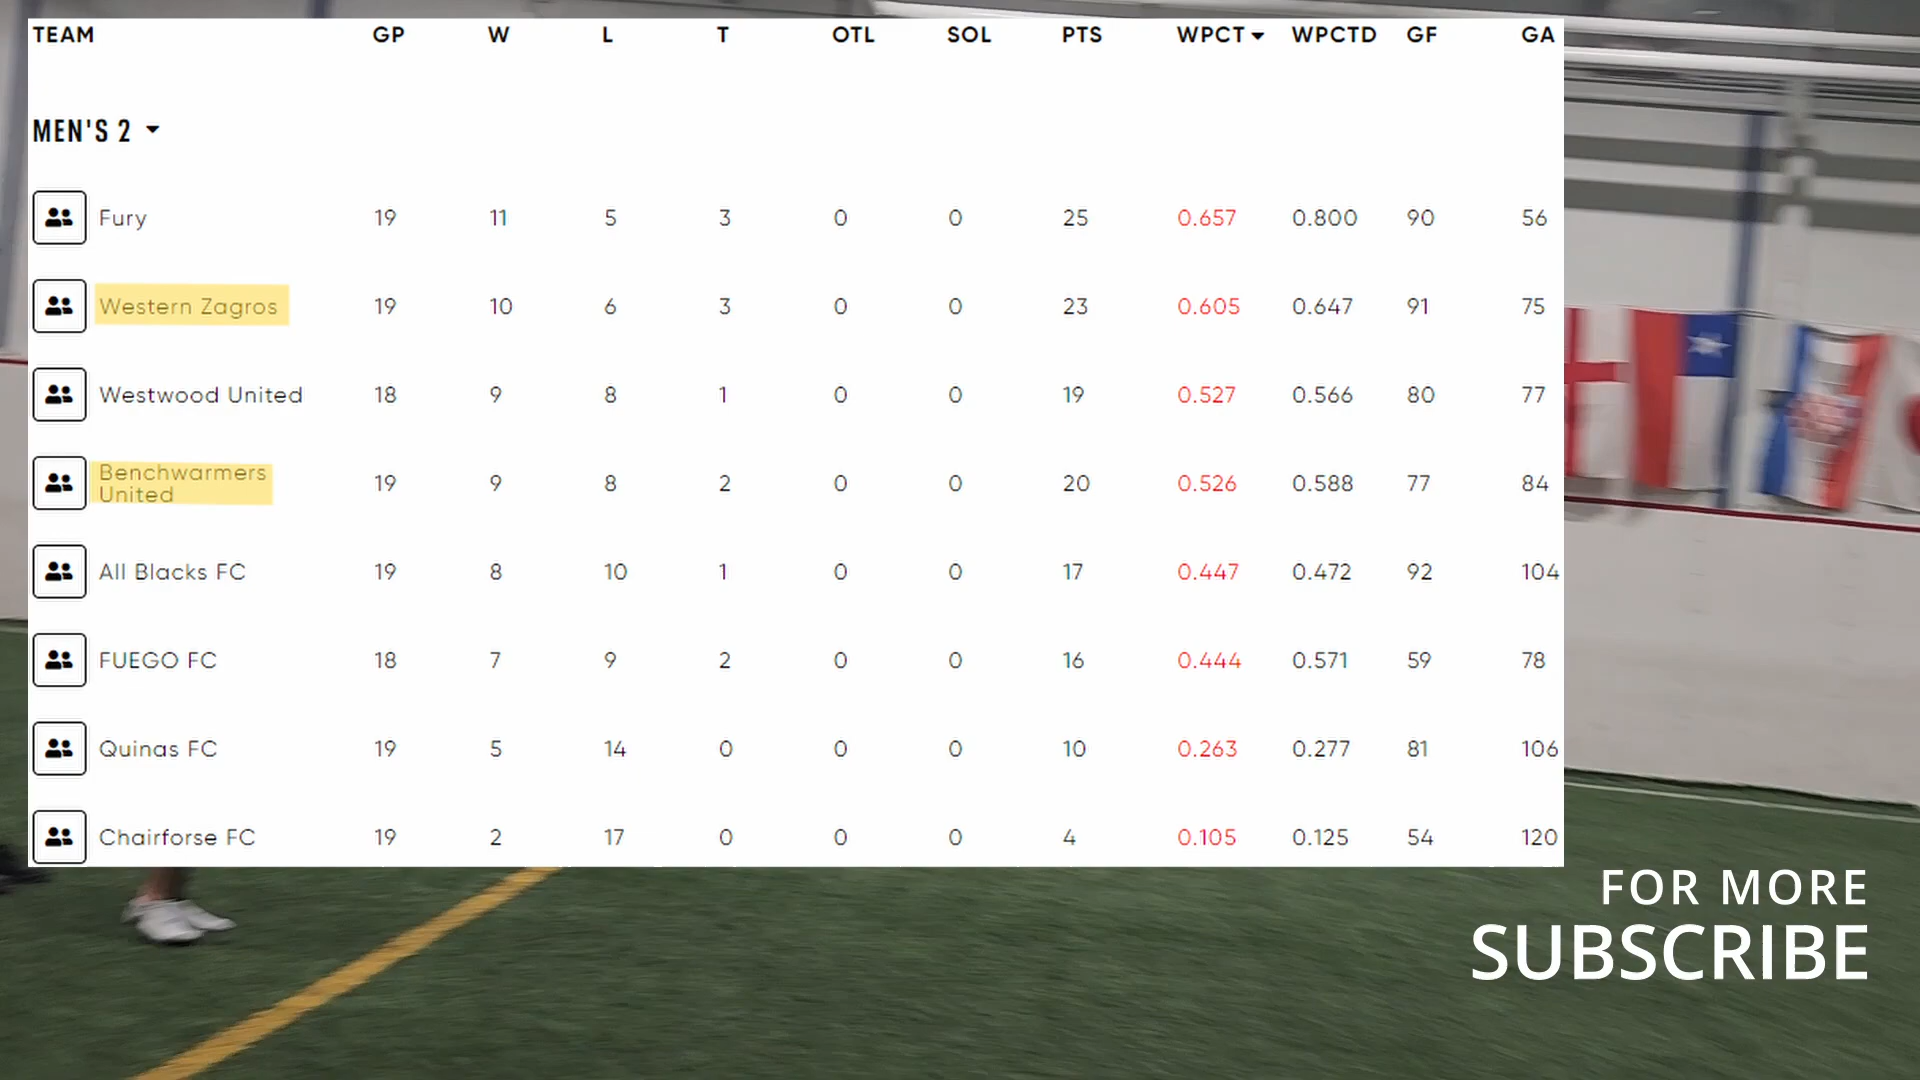 TEAM GP W L T OTL SOL PTS WPCT WPCTD GF GA
MEN'S 2
Fury 19 11 5 3 0 0 25 0.657 0.800 90 56
Western Zagros 19 10 6 3 0 0 23 0.605 0.647 91 75
Westwood United 18 9 8 1 0 0 19 0.527 0.566 80 77
Benchwarmers
United 19 9 8 2 0 0 20 0.526 0.588 77 84
All Blacks FC 19 8 10 1 0 0 17 0.447 0.472 92 104
FUEGO FC 18 7 9 2 0 0 16 0.444 0.571 59 78
Quinas FC 19 5 14 0 0 0 10 0.263 0.277 81 106
Chairforse FC 19 2 17 0 0 0 4 0.105 0.125 54 120
FOR MORE
SUBSCRIBE